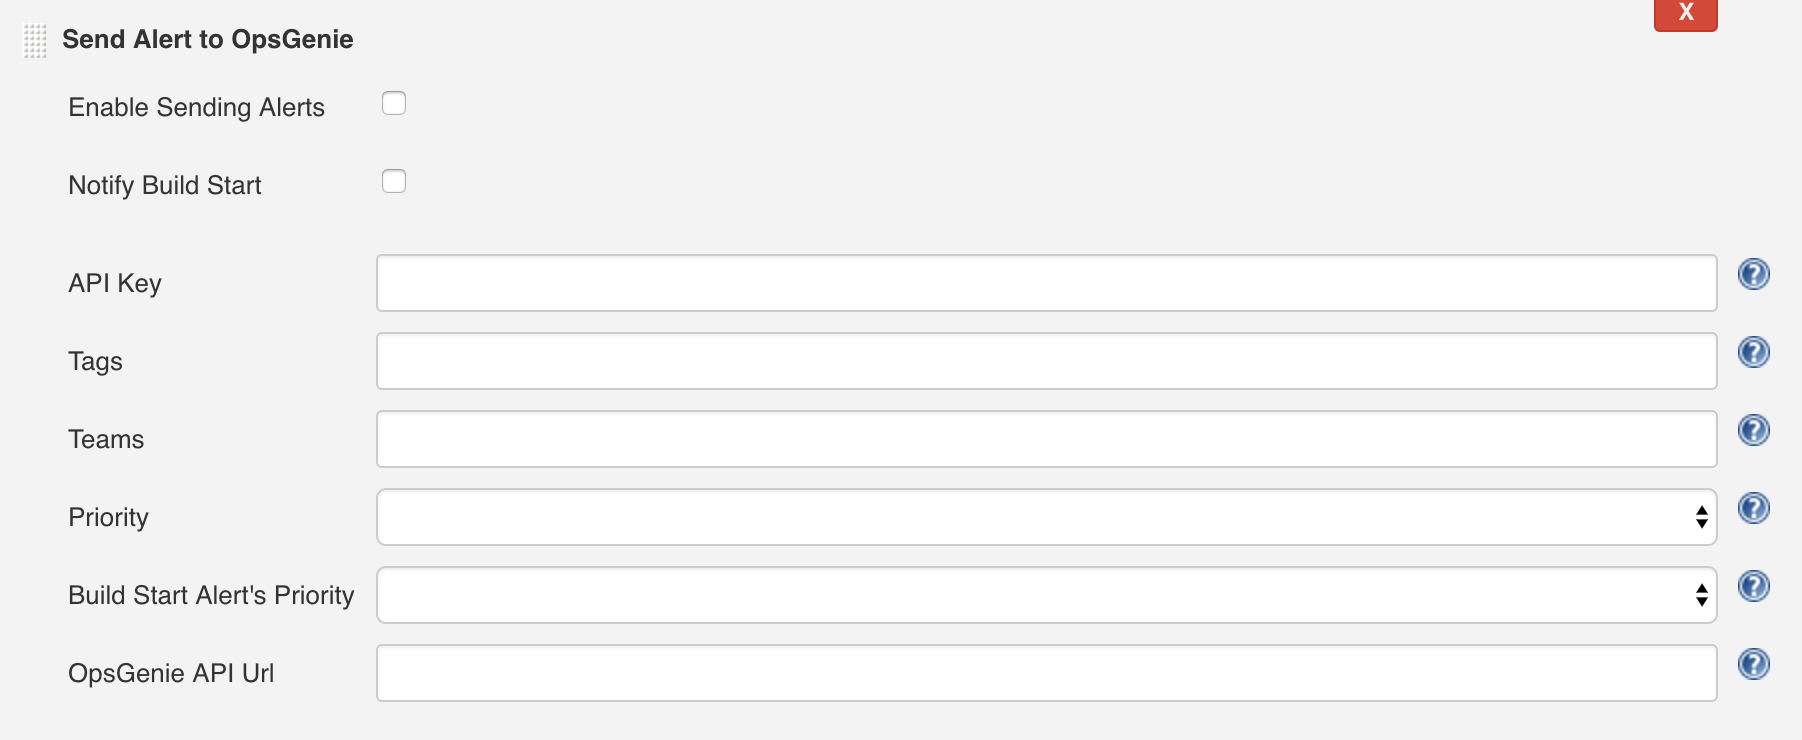 Send Alert to OpsGenie
X
Enable Sending Alerts
Notify Build Start
API Key
?
Tags
?
Teams
?
Priority
?
Build Start Alert's Priority
?
OpsGenie API Url
?